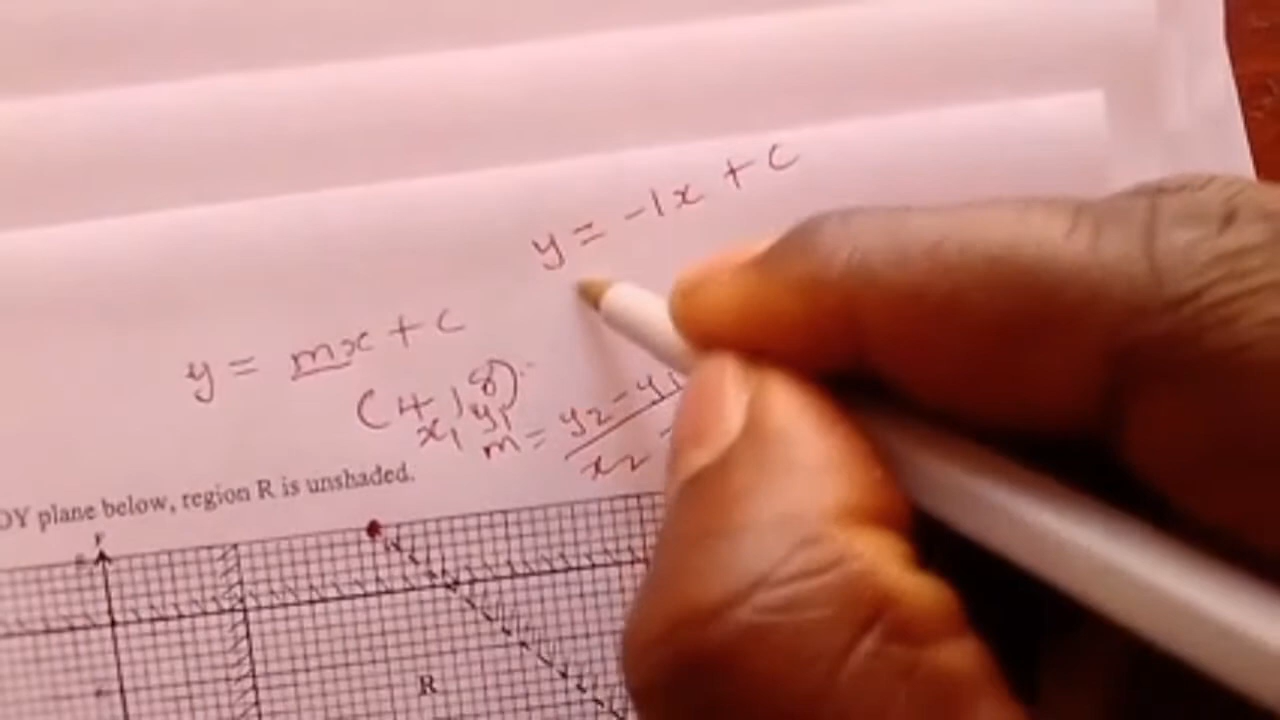 y = -1x + c
y = mx + c
(4, 8)
x1 y1
m = y2 - y1
x2
OY plane below, region R is unshaded.
R